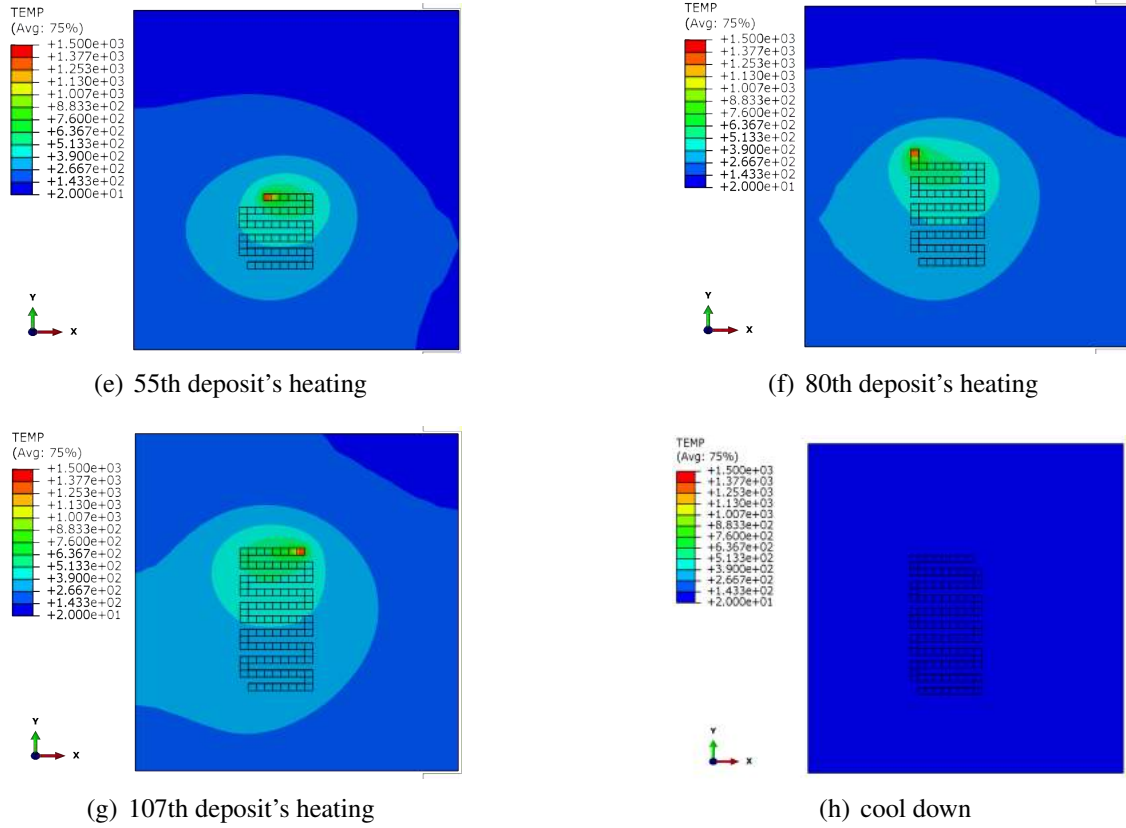 TEMP
(Avg: 75%)
+1.500e+03
+1.377e+03
+1.253e+03
+1.130e+03
+1.007e+03
+8.833e+02
+7.600e+02
+6.367e+02
+5.133e+02
+3.900e+02
+2.667e+02
+1.433e+02
+2.000e+01
Y
X
(e) 55th deposit's heating
TEMP
(Avg: 75%)
+1.500e+03
+1.377e+03
+1.253e+03
+1.130e+03
+1.007e+03
+8.833e+02
+7.600e+02
+6.367e+02
+5.133e+02
+3.900e+02
+2.667e+02
+1.433e+02
+2.000e+01
Y
X
(f) 80th deposit's heating
TEMP
(Avg: 75%)
+1.500e+03
+1.377e+03
+1.253e+03
+1.130e+03
+1.007e+03
+8.833e+02
+7.600e+02
+6.367e+02
+5.133e+02
+3.900e+02
+2.667e+02
+1.433e+02
+2.000e+01
Y
X
(g) 107th deposit's heating
TEMP
(Avg: 75%)
+1.500e+03
+1.377e+03
+1.253e+03
+1.130e+03
+1.007e+03
+8.833e+02
+7.600e+02
+6.367e+02
+5.133e+02
+3.900e+02
+2.667e+02
+1.433e+02
+2.000e+01
Y
X
(h) cool down